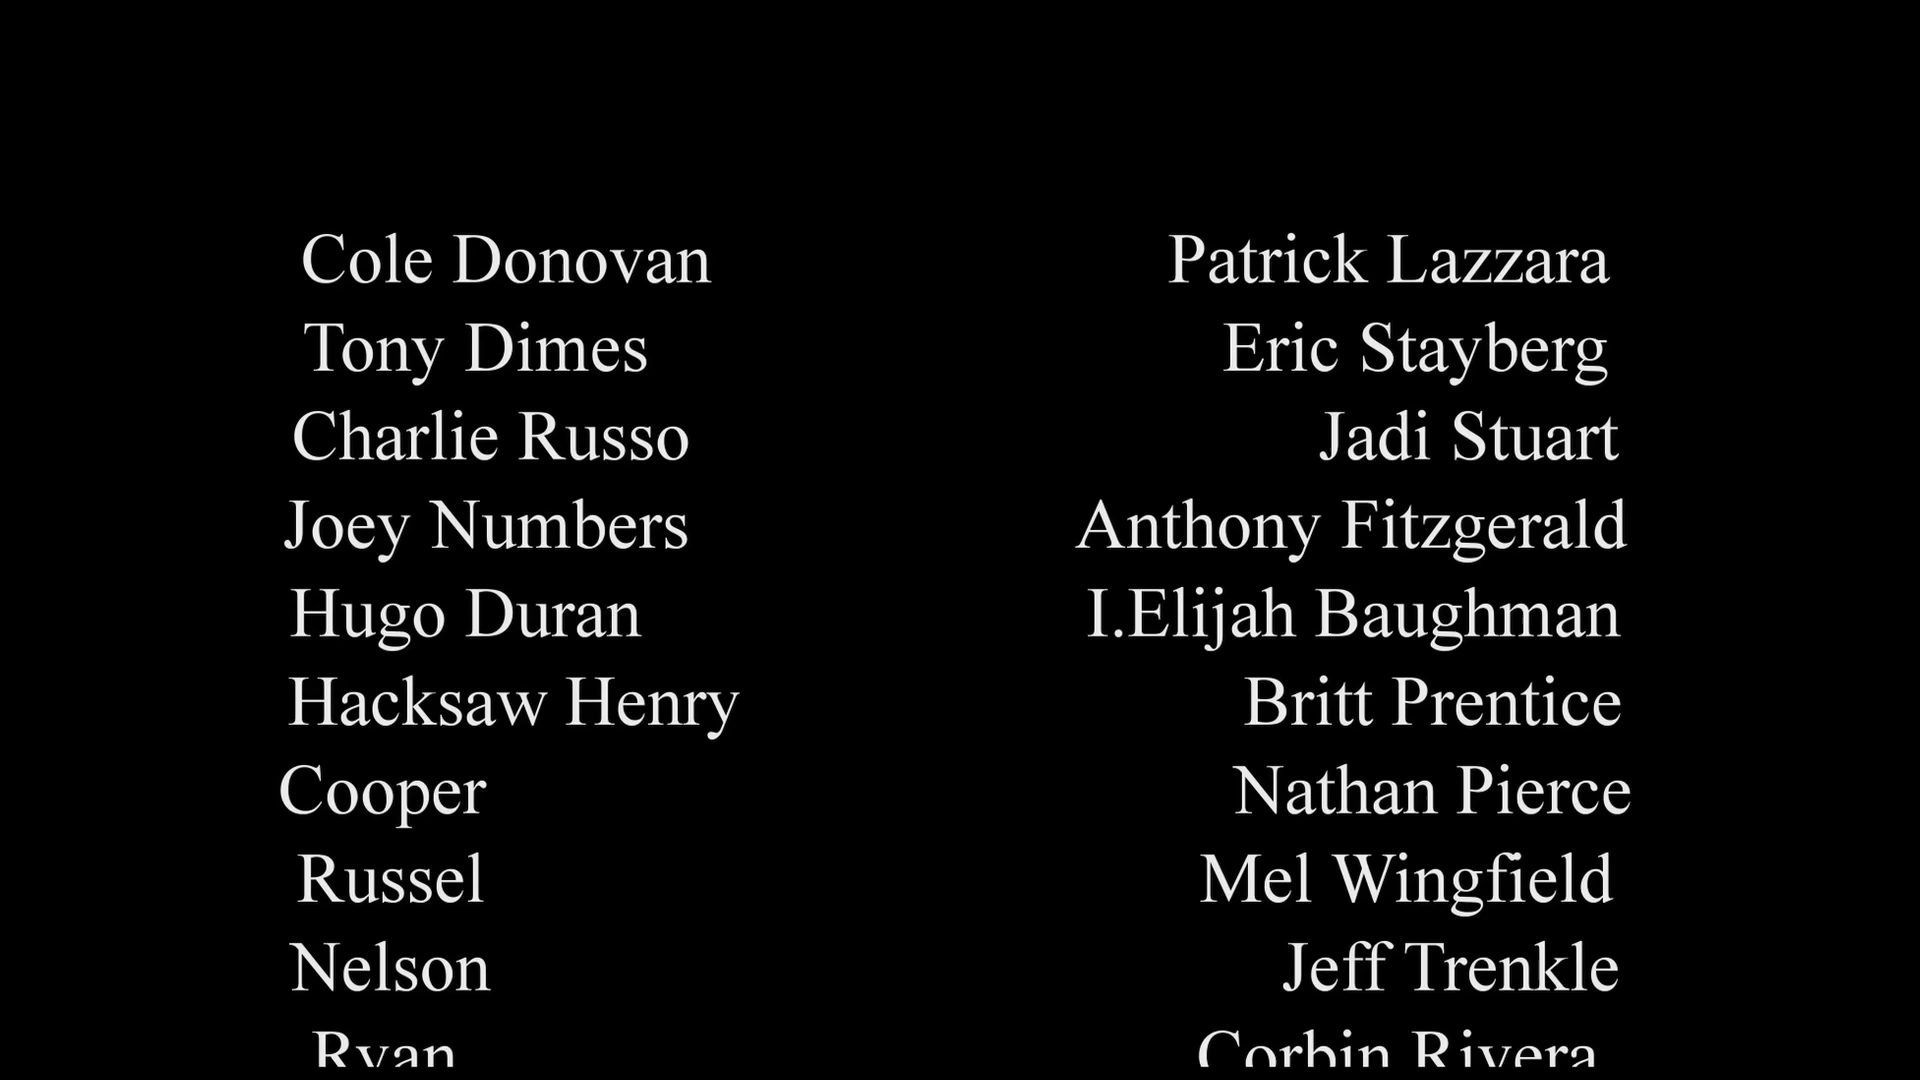 Cole Donovan Patrick Lazzara
Tony Dimes Eric Stayberg
Charlie Russo Jadi Stuart
Joey Numbers Anthony Fitzgerald
Hugo Duran I.Elijah Baughman
Hacksaw Henry Britt Prentice
Cooper Nathan Pierce
Russel Mel Wingfield
Nelson Jeff Trenkle
Ryan Corbin Rivera